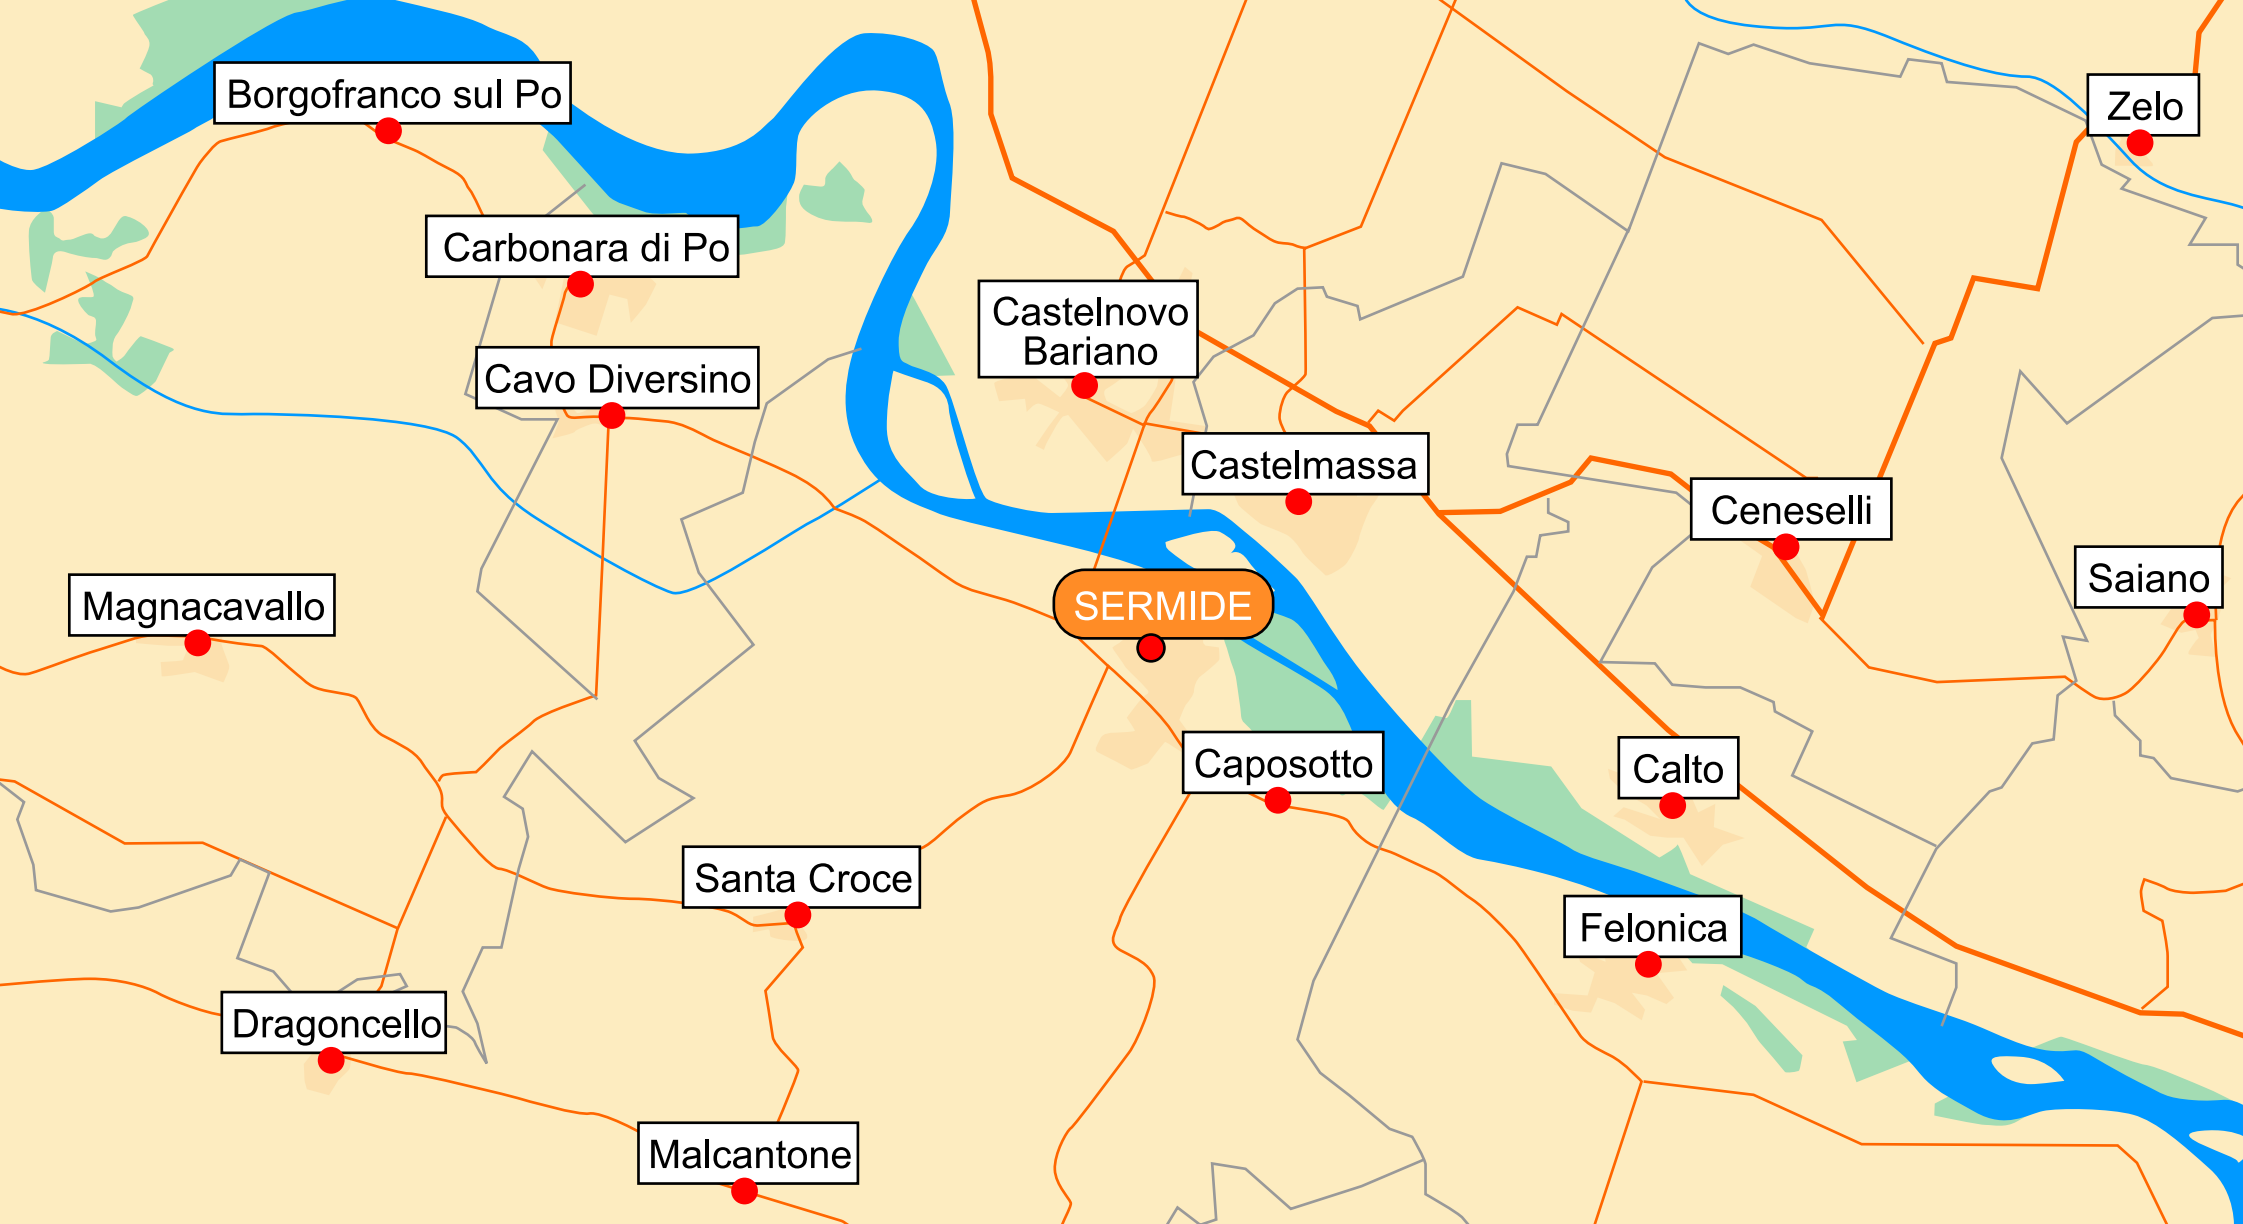 Borgofranco sul Po
Zelo
Carbonara di Po
Castelnovo
Bariano
Cavo Diversino
Castelmassa
Ceneselli
Saiano
Magnacavallo
SERMIDE
Caposotto
Calto
Santa Croce
Felonica
Dragoncello
Malcantone